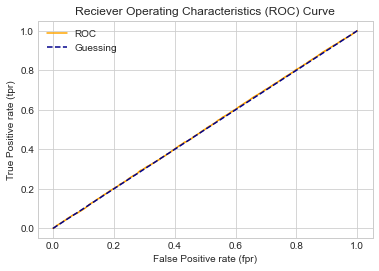 Reciever Operating Characteristics (ROC) Curve
1.0
0.8
0.6
0.4
0.2
0.0
ROC
Guessing
True Positive rate (tpr)
0.0 0.2 0.4 0.6 0.8 1.0
False Positive rate (fpr)